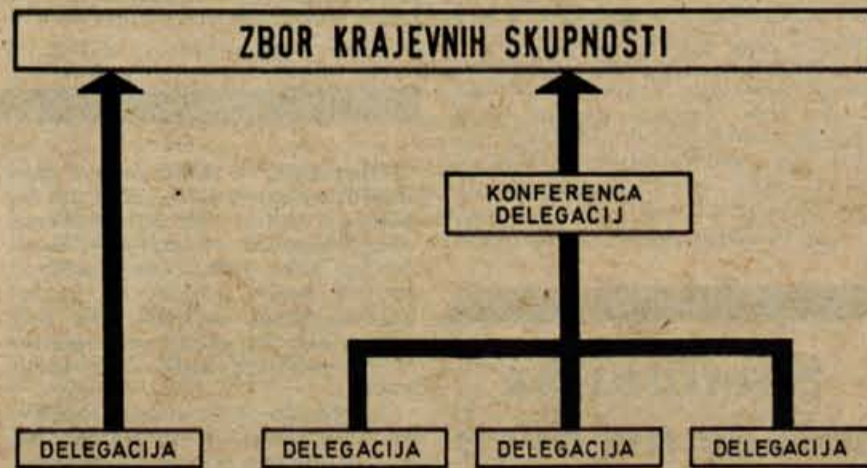 ZBOR KRAJEVNIH SKUPNOSTI
KONFERENCA
DELEGACIJ
DELEGACIJA
DELEGACIJA
DELEGACIJA
DELEGACIJA